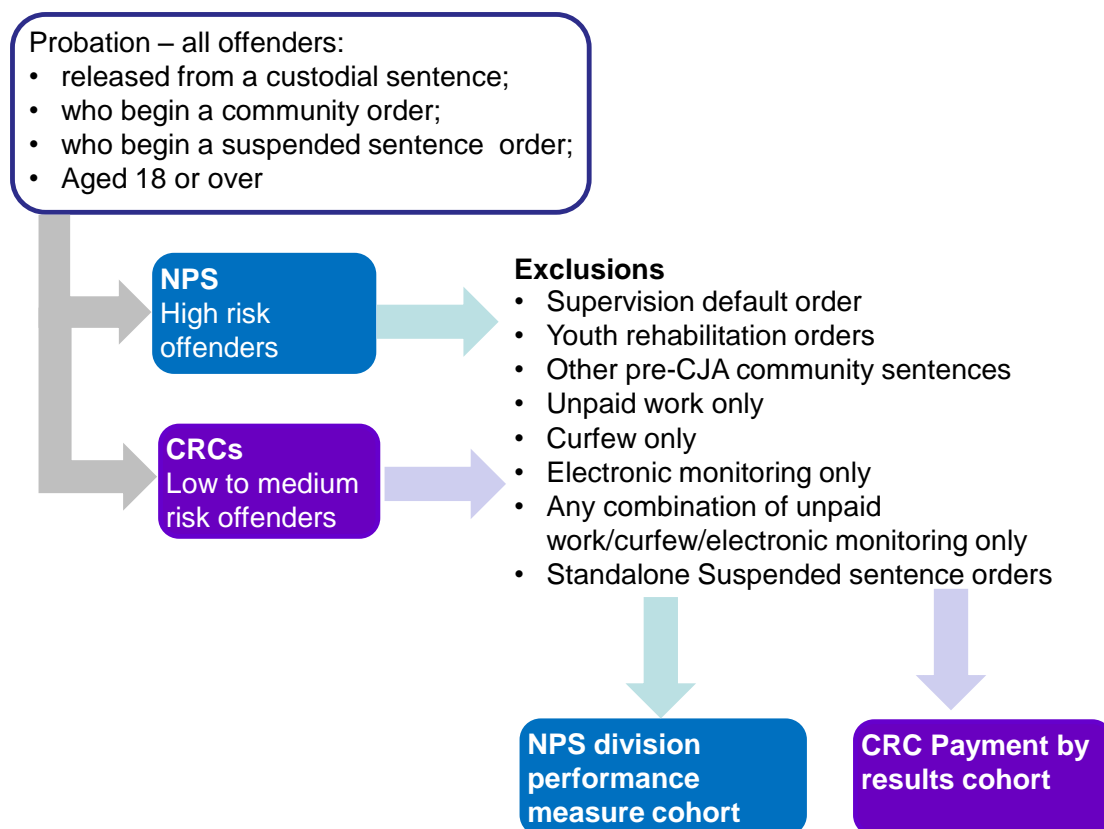 Probation – all offenders:
• released from a custodial sentence;
• who begin a community order;
• who begin a suspended sentence order;
• Aged 18 or over
NPS
High risk
offenders
CRCs
Low to medium
risk offenders
Exclusions
• Supervision default order
• Youth rehabilitation orders
• Other pre-CJA community sentences
• Unpaid work only
• Curfew only
• Electronic monitoring only
• Any combination of unpaid
work/curfew/electronic monitoring only
• Standalone Suspended sentence orders
NPS division
performance
measure cohort
CRC Payment by
results cohort